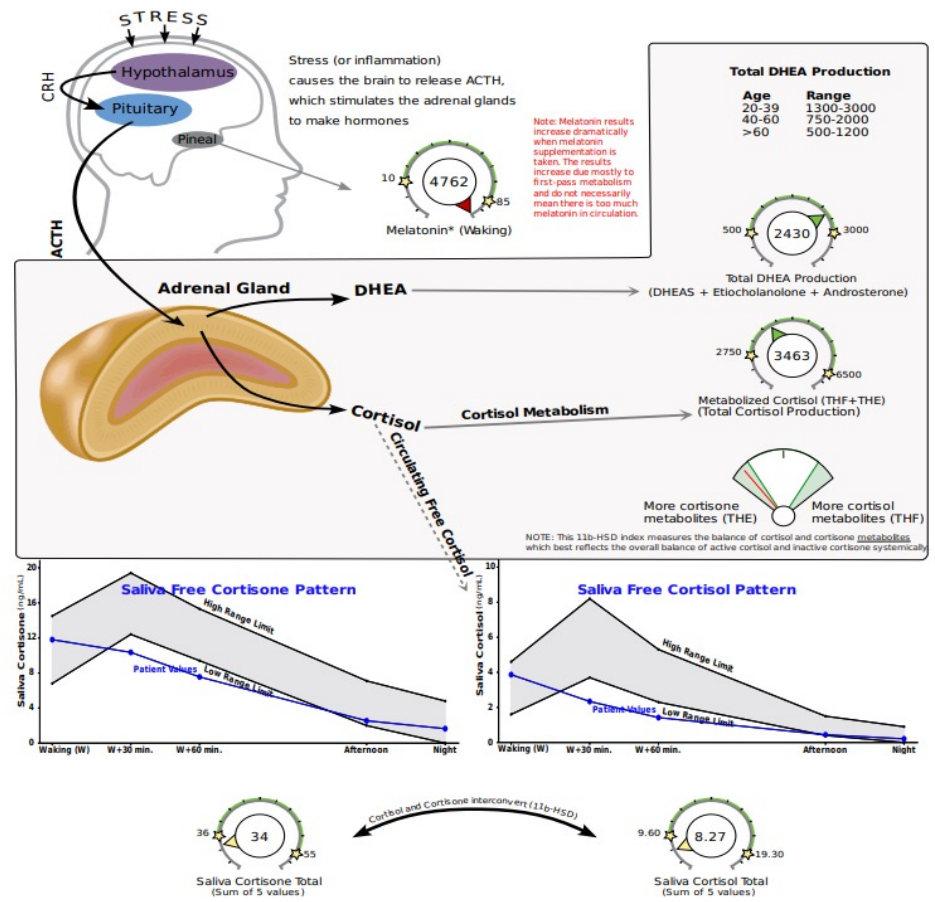 STRESS
Hypothalamus
CRH
Pituitary
Pineal
ACTH
Stress (or inflammation)
causes the brain to release ACTH,
which stimulates the adrenal glands
to make hormones
10
4762
85
Melatonin* (Waking)
Note: Melatonin results
increase dramatically
when melatonin
supplementation is
taken. The results
increase due mostly to
first-pass metabolism
and do not necessarily
mean there is too much
melatonin in circulation.
Total DHEA Production
Age Range
20-39 1300-3000
40-60 750-2000
>60 500-1200
500
2430
3000
Total DHEA Production
(DHEAS + Etiocholanolone + Androsterone)
Adrenal Gland
DHEA
2750
3463
6500
Metabolized Cortisol (THF+THE)
(Total Cortisol Production)
Cortisol
Cortisol Metabolism
Circulating Free Cortisol
More cortisone
metabolites (THE)
More cortisol
metabolites (THF)
NOTE: This 11b-HSD index measures the balance of cortisol and cortisone metabolites
which best reflects the overall balance of active cortisol and inactive cortisone systemically
Saliva Free Cortisone Pattern
Saliva Cortisone (ng/mL)
20
16
12
8
4
0
High Range Limit
Patient Values
Low Range Limit
Waking (W) W+30 min. W+60 min. Afternoon Night
Saliva Free Cortisol Pattern
Saliva Cortisol (ng/mL)
10
8
6
4
2
0
High Range Limit
Patient Values
Low Range Limit
Waking (W) W+30 min. W+60 min. Afternoon Night
Cortisol and Cortisone interconvert (11b-HSD)
36
34
55
Saliva Cortisone Total
(Sum of 5 values)
9.60
8.27
19.30
Saliva Cortisol Total
(Sum of 5 values)